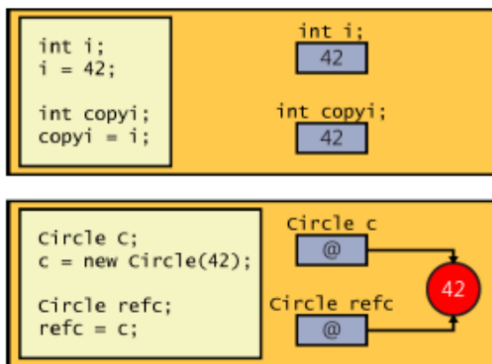 int i;
i = 42;
int copyi;
copyi = i;
int i;
42
int copyi;
42
Circle C;
c = new Circle(42);
Circle refc;
refc = c;
Circle c
@
Circle refc
@
42